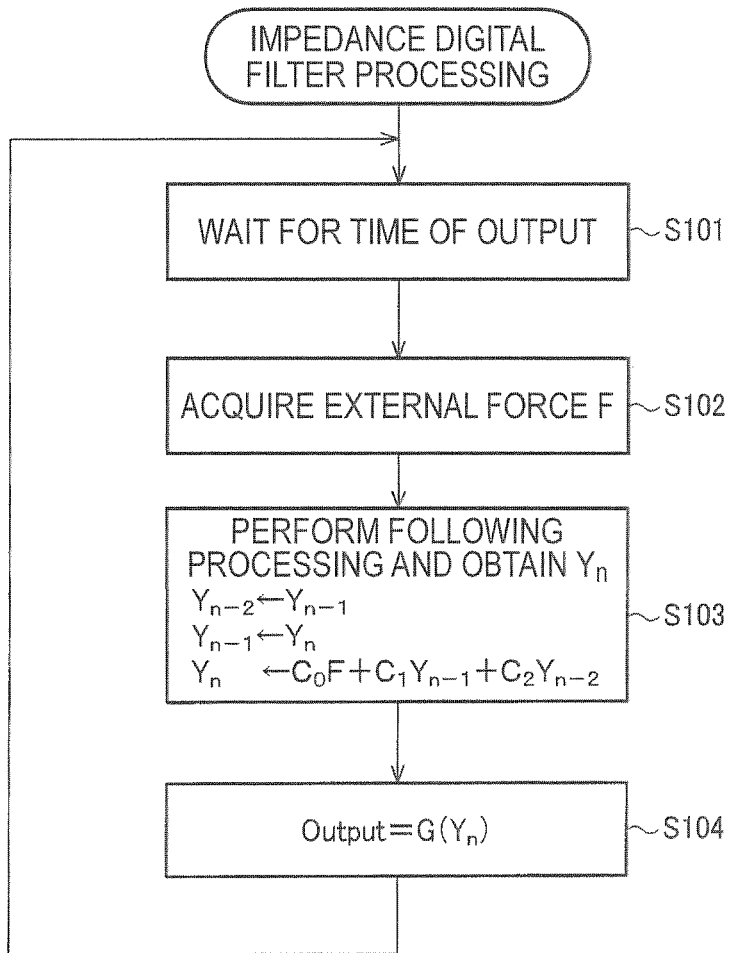 IMPEDANCE DIGITAL
FILTER PROCESSING
WAIT FOR TIME OF OUTPUT
S101
ACQUIRE EXTERNAL FORCE F
S102
PERFORM FOLLOWING
PROCESSING AND OBTAIN Yn
Yn−2←Yn−1
Yn−1←Yn
Yn ←C0F+C1Yn−1+C2Yn−2
S103
Output=G(Yn)
S104